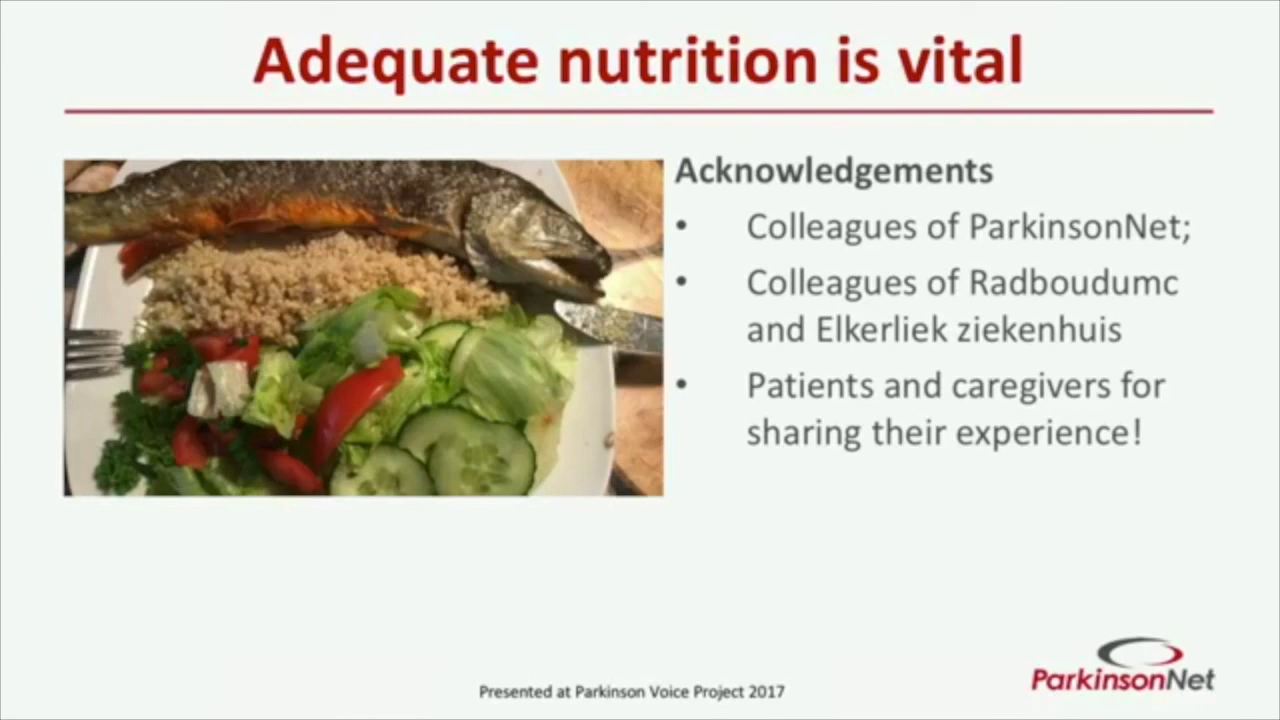 Adequate nutrition is vital
Acknowledgements
• Colleagues of ParkinsonNet;
• Colleagues of Radboudumc
and Elkerliek ziekenhuis
• Patients and caregivers for
sharing their experience!
Presented at Parkinson Voice Project 2017
ParkinsonNet